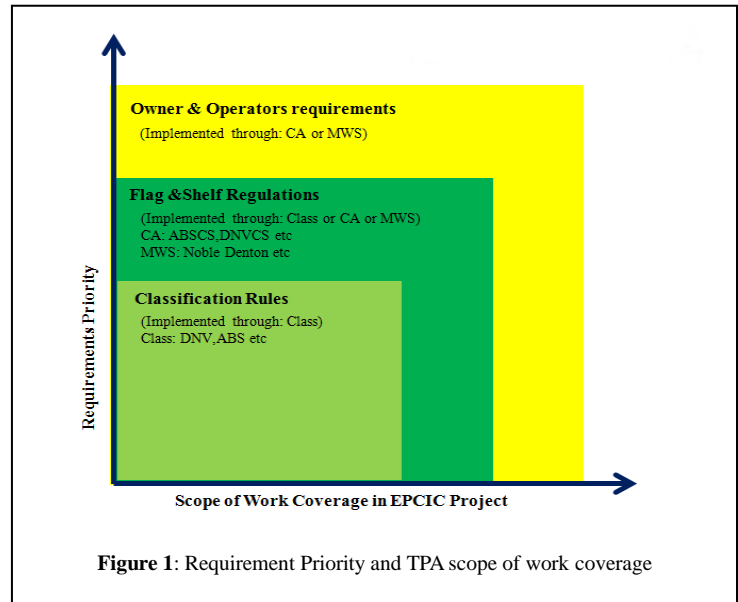 Owner & Operators requirements
(Implemented through: CA or MWS)
Flag &Shelf Regulations
(Implemented through: Class or CA or MWS)
CA: ABSCS,DNVCS etc
MWS: Noble Denton etc
Classification Rules
(Implemented through: Class)
Class: DNV,ABS etc
Requirements Priority
Scope of Work Coverage in EPCIC Project
Figure 1: Requirement Priority and TPA scope of work coverage